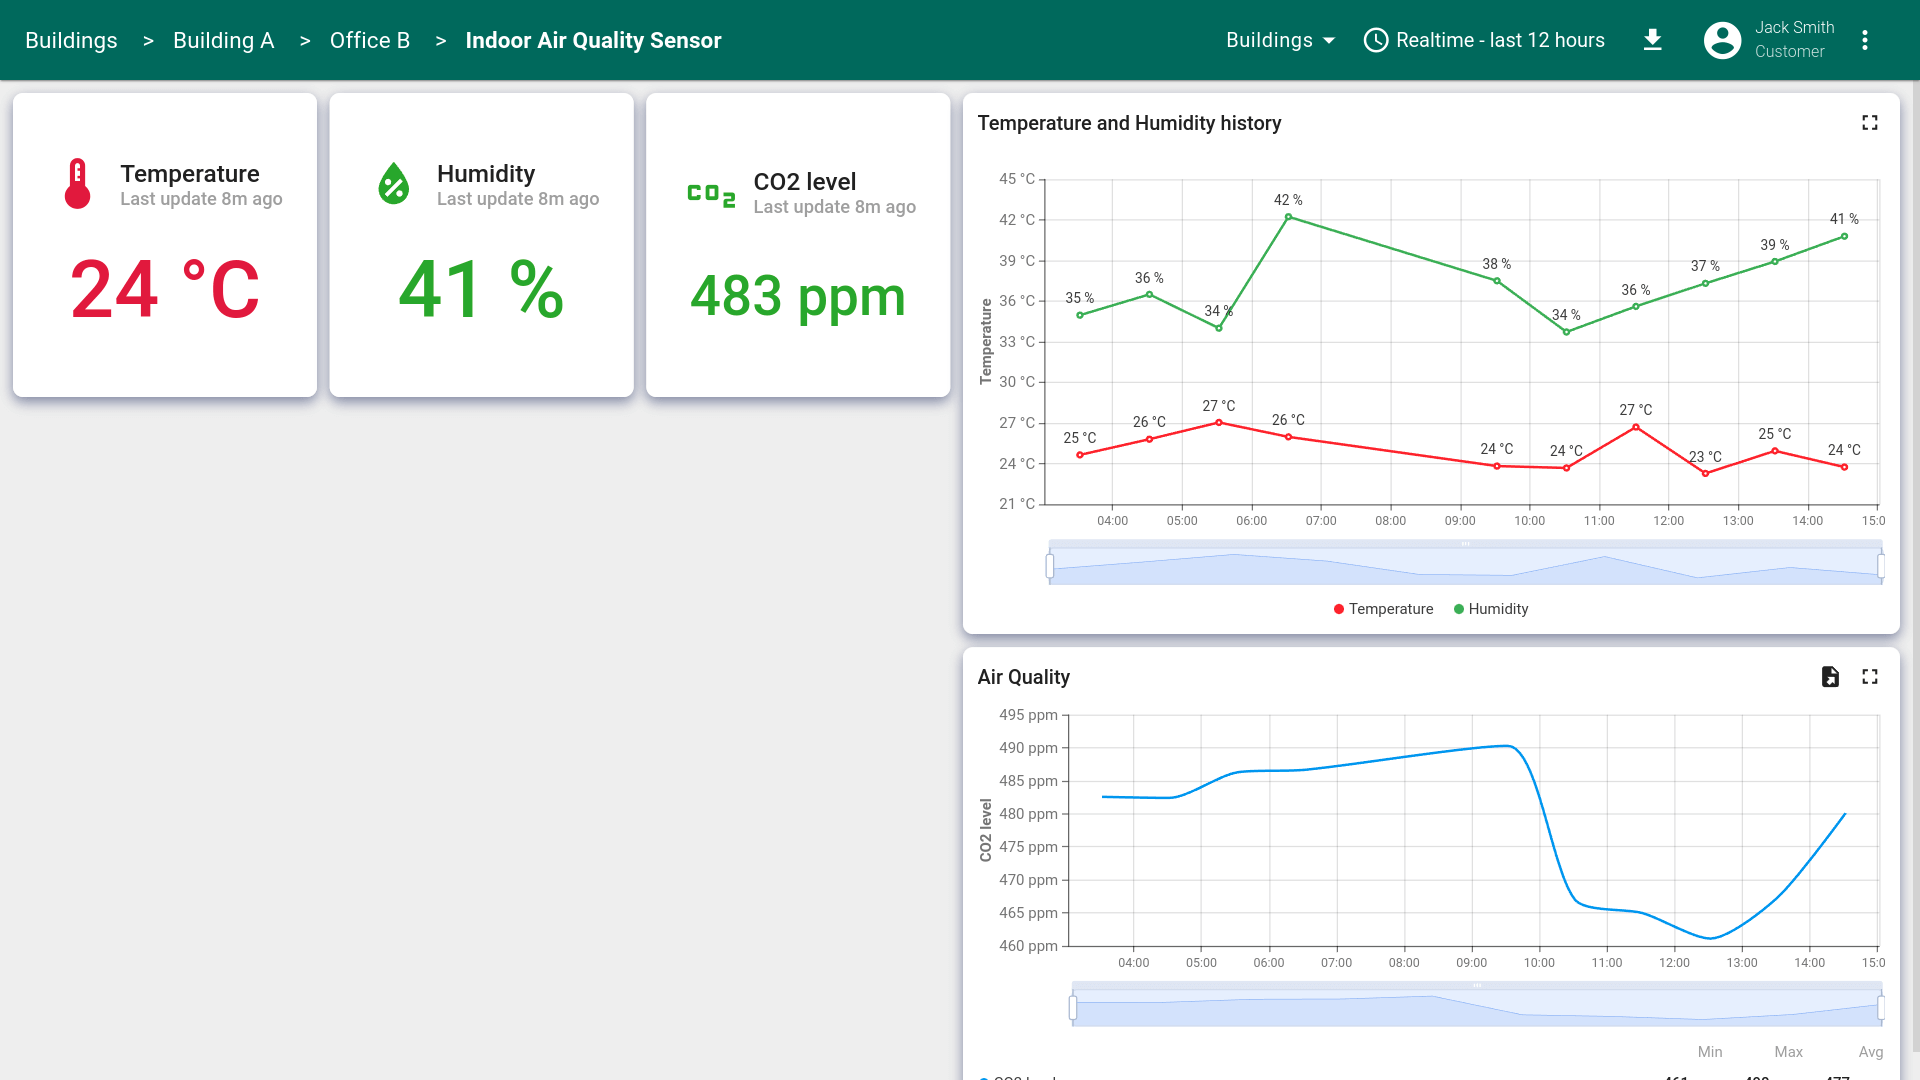 Buildings > Building A > Office B > Indoor Air Quality Sensor
Buildings
Realtime - last 12 hours
Jack Smith
Customer
Temperature
Last update 8m ago
24 °C
Humidity
Last update 8m ago
41 %
CO2
CO2 level
Last update 8m ago
483 ppm
Temperature and Humidity history
Temperature
45 °C
42 °C
39 °C
36 °C
33 °C
30 °C
27 °C
24 °C
21 °C
35 %
36 %
34 %
42 %
38 %
34 %
36 %
37 %
39 %
41 %
25 °C
26 °C
27 °C
26 °C
24 °C
24 °C
27 °C
23 °C
25 °C
24 °C
04:00 05:00 06:00 07:00 08:00 09:00 10:00 11:00 12:00 13:00 14:00 15:0
Temperature Humidity
Air Quality
CO2 level
495 ppm
490 ppm
485 ppm
480 ppm
475 ppm
470 ppm
465 ppm
460 ppm
04:00 05:00 06:00 07:00 08:00 09:00 10:00 11:00 12:00 13:00 14:00 15:0
Min Max Avg
CO2 level